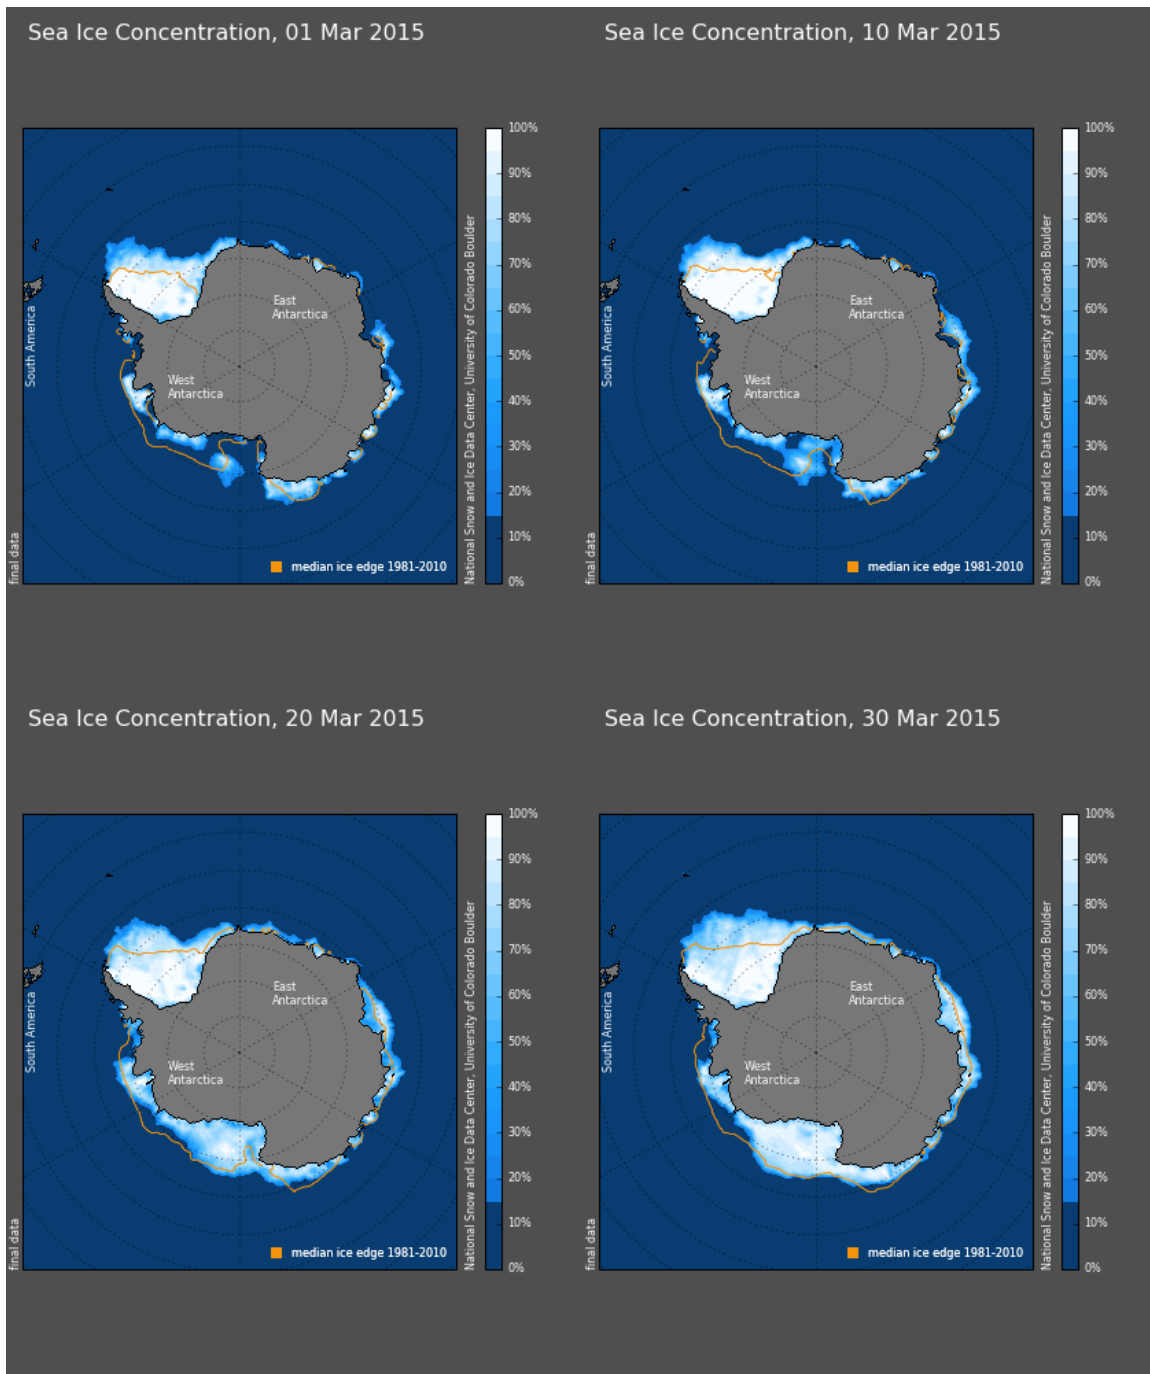 Sea Ice Concentration, 01 Mar 2015
100%
90%
80%
70%
60%
50%
40%
30%
20%
10%
0%
East
Antarctica
West
Antarctica
South America
final data
median ice edge 1981-2010
National Snow and Ice Data Center, University of Colorado Boulder
Sea Ice Concentration, 10 Mar 2015
100%
90%
80%
70%
60%
50%
40%
30%
20%
10%
0%
East
Antarctica
West
Antarctica
South America
final data
median ice edge 1981-2010
National Snow and Ice Data Center, University of Colorado Boulder
Sea Ice Concentration, 20 Mar 2015
100%
90%
80%
70%
60%
50%
40%
30%
20%
10%
0%
East
Antarctica
West
Antarctica
South America
final data
median ice edge 1981-2010
National Snow and Ice Data Center, University of Colorado Boulder
Sea Ice Concentration, 30 Mar 2015
100%
90%
80%
70%
60%
50%
40%
30%
20%
10%
0%
East
Antarctica
West
Antarctica
South America
final data
median ice edge 1981-2010
National Snow and Ice Data Center, University of Colorado Boulder